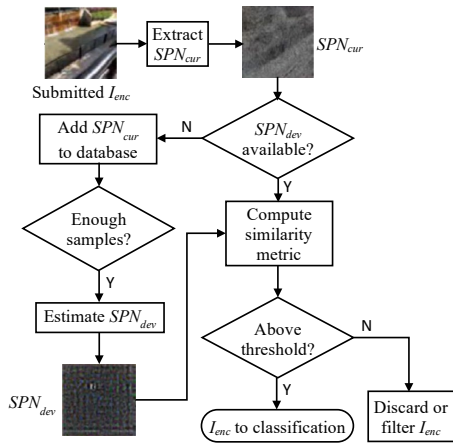 Extract
SPN_cur
SPN_cur
Submitted I_enc
Add SPN_cur
to database
N
SPN_dev
available?
Y
Enough
samples?
Compute
similarity
metric
Y
Estimate SPN_dev
Above
threshold?
N
Y
SPN_dev
I_enc to classification
Discard or
filter I_enc